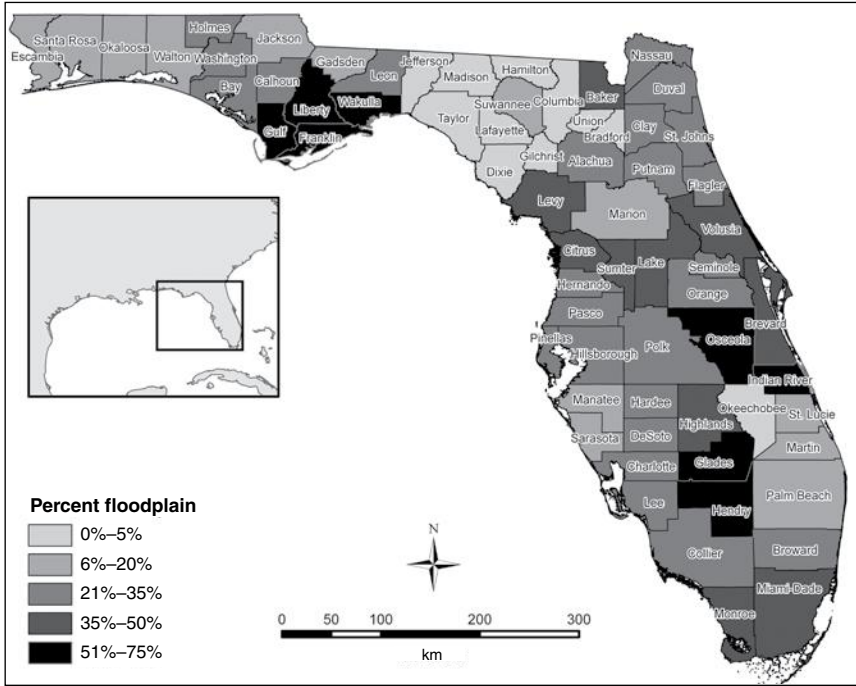 Holmes
Jackson
Santa Rosa
Okaloosa
Walton
Washington
Escambia
Gadsden
Jefferson
Hamilton
Nassau
Bay
Calhoun
Leon
Madison
Baker
Duval
Liberty
Wakulla
Suwannee
Columbia
Gulf
Franklin
Taylor
Lafayette
Union
Bradford
Clay
St. Johns
Gilchrist
Alachua
Putnam
Dixie
Flagler
Levy
Marion
Volusia
Citrus
Sumter
Lake
Seminole
Hernando
Orange
Pasco
Brevard
Osceola
Pinellas
Hillsborough
Polk
Indian River
Manatee
Hardee
Okeechobee
St. Lucie
Highlands
Sarasota
DeSoto
Martin
Charlotte
Glades
Lee
Hendry
Palm Beach
Collier
Broward
Monroe
Miami-Dade
Percent floodplain
0%–5%
6%–20%
21%–35%
35%–50%
51%–75%
N
0 50 100 200 300
km